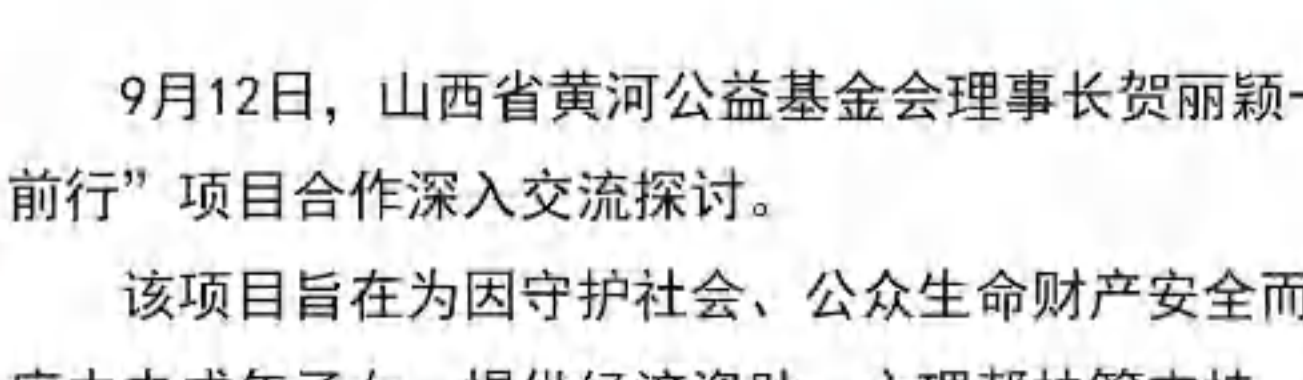 9月12日，山西省黄河公益基金会理事长贺丽颖
前行”项目合作深入交流探讨。
该项目旨在为因守护社会、公众生命财产安全而